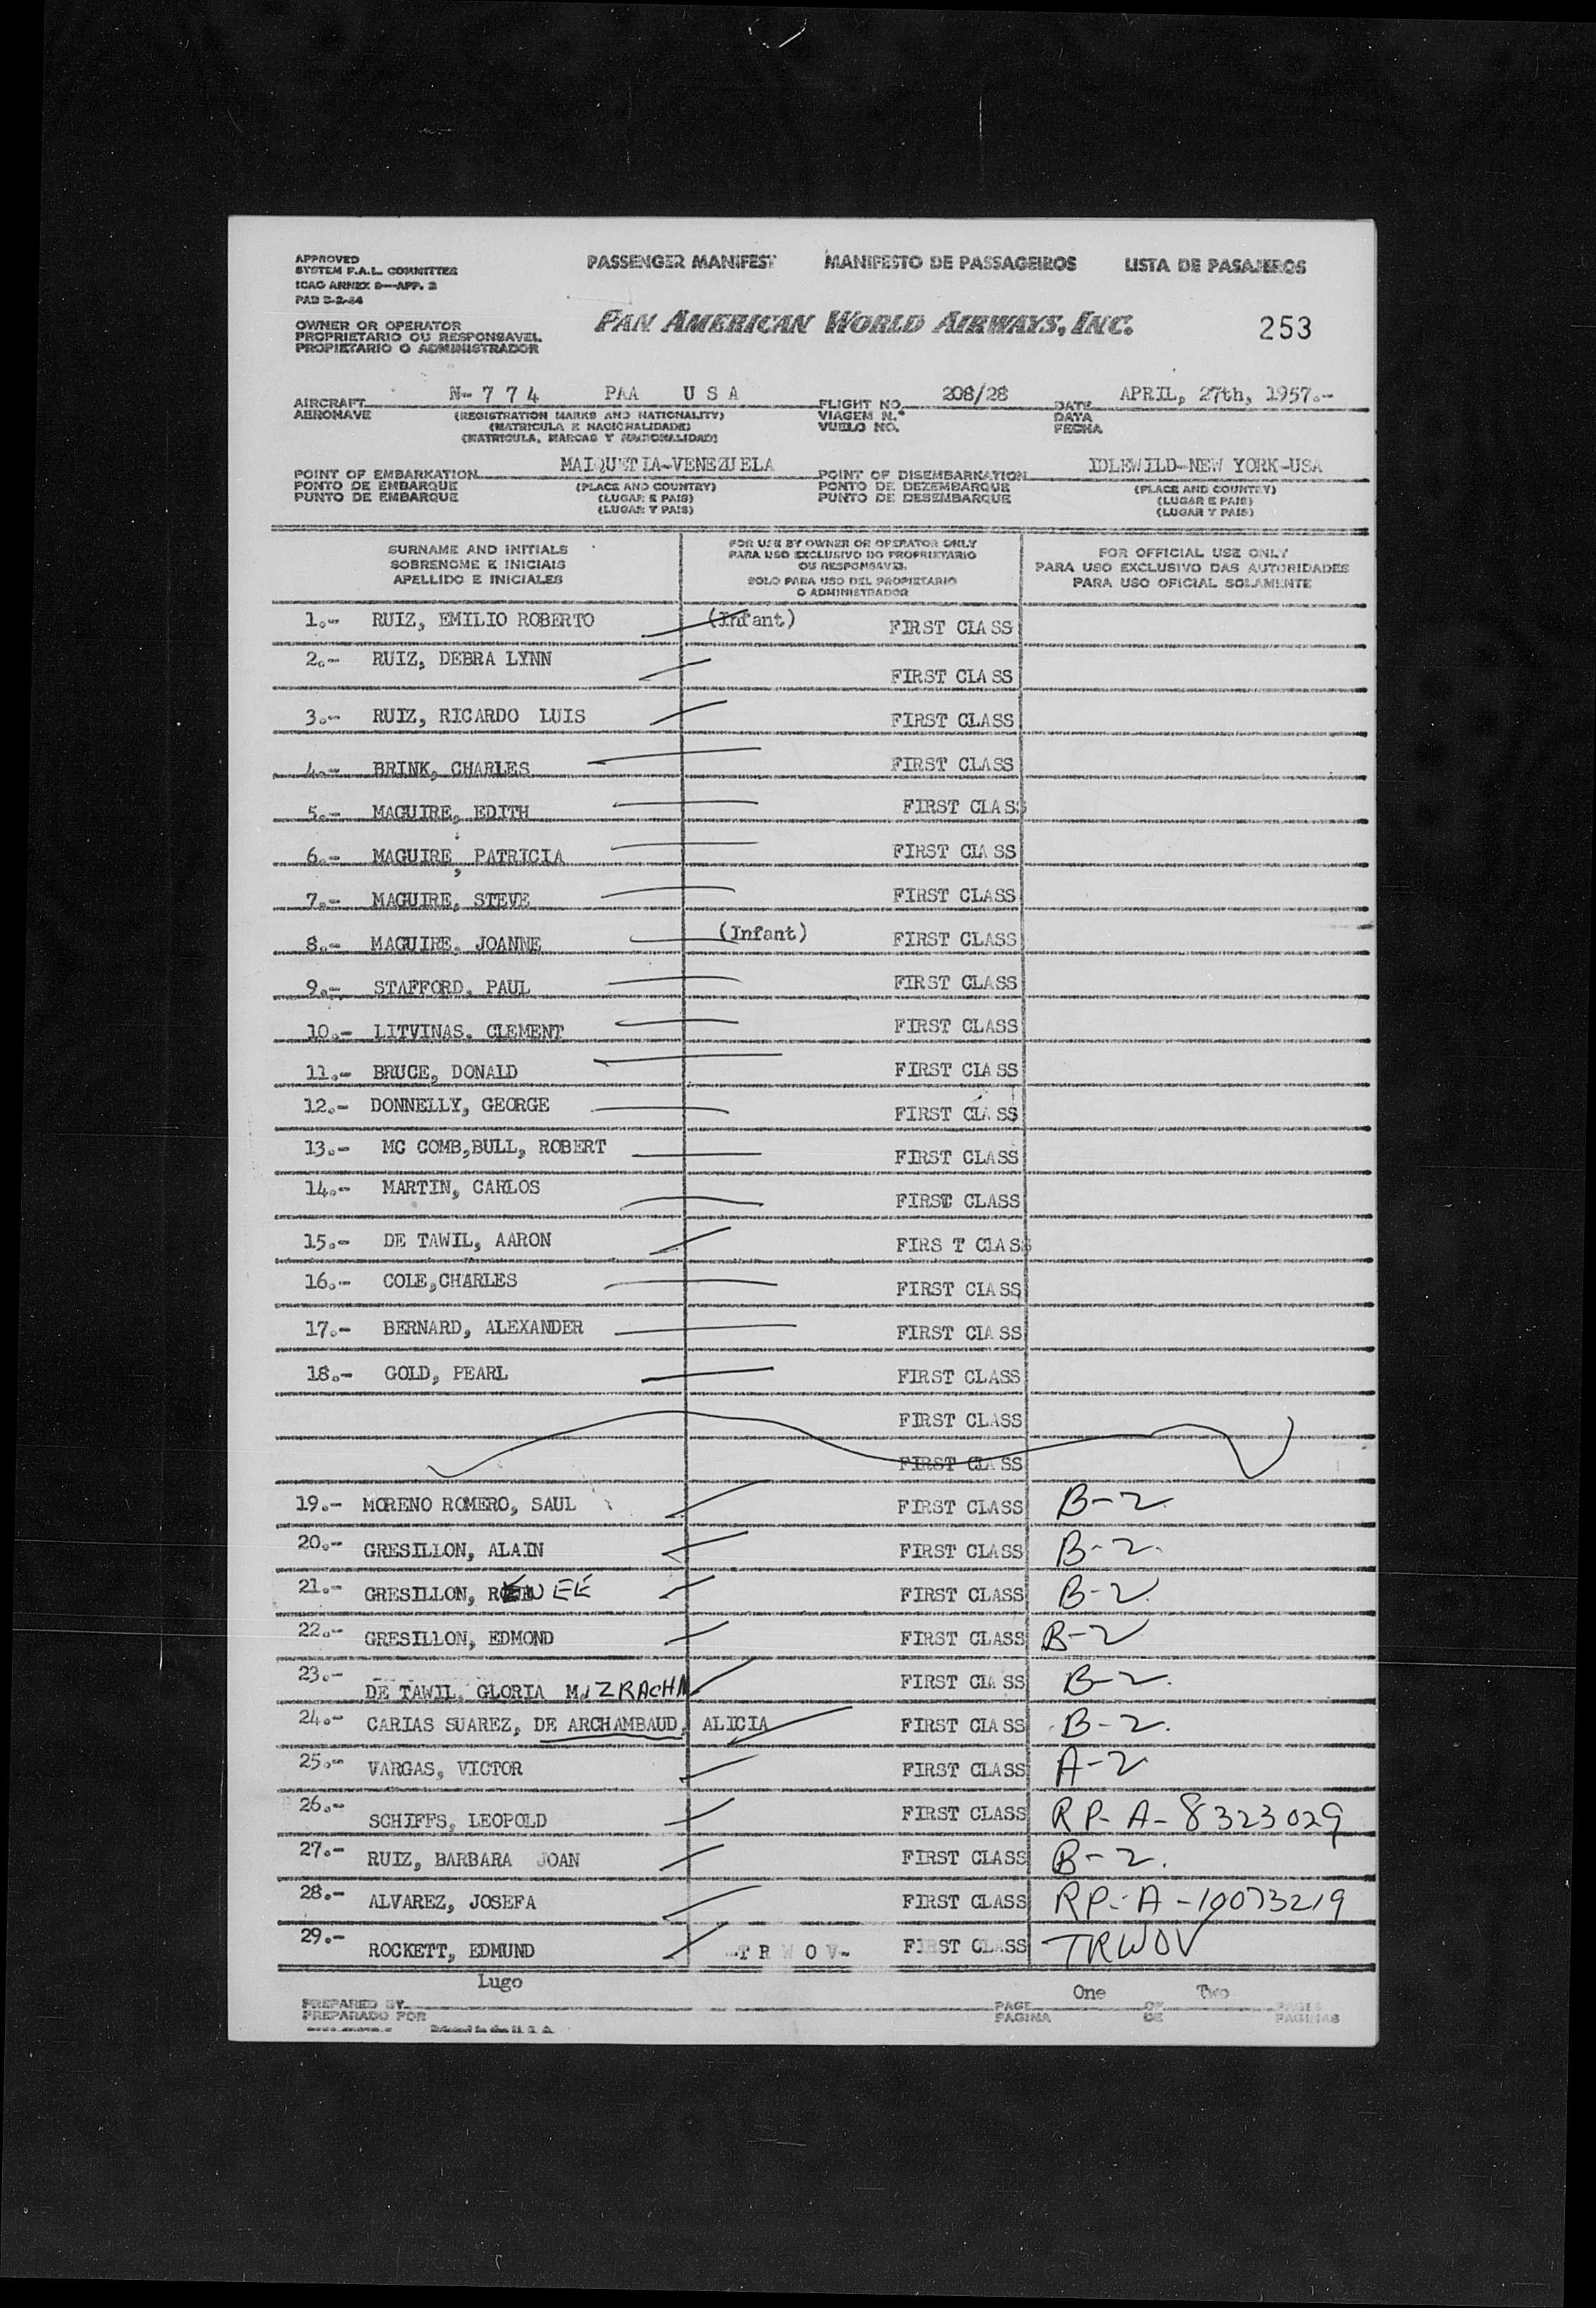 APPROVED
SYSTEM F.A.L. COMMITTEE
ICAO ANNEX 9—APP. 3
PASSENGER MANIFEST MANIFESTO DE PASSAGEIROS LISTA DE PASAJEROS
OWNER OR OPERATOR
PROPRIETARIO OU RESPONSAVEL
PROPIETARIO O ADMINISTRADOR
PAN AMERICAN WORLD AIRWAYS, INC.
253
AIRCRAFT N-774 PAA USA FLIGHT NO. 208/28 DATE APRIL, 27th, 1957.-
AERONAVE (REGISTRATION MARKS AND NATIONALITY) VIAGEM N.º DATA
(MATRICULA E NACIONALIDADE) VUELO NO. FECHA
(MATRICULA, MARCAS Y NACIONALIDAD)
POINT OF EMBARKATION MAIQUETIA-VENEZUELA POINT OF DISEMBARKATION IDLEWILD-NEW YORK-USA
PONTO DE EMBARQUE (PLACE AND COUNTRY) PONTO DE DEZEMBARQUE (PLACE AND COUNTRY)
PUNTO DE EMBARQUE (LUGAR E PAIS) PUNTO DE DESEMBARQUE (LUGAR E PAIS)
(LUGAR Y PAIS) (LUGAR Y PAIS)
SURNAME AND INITIALS
SOBRENOME E INICIAIS
APELLIDO E INICIALES
FOR USE BY OWNER OR OPERATOR ONLY
PARA USO EXCLUSIVO DO PROPRIETARIO
OU RESPONSAVEL
SOLO PARA USO DEL PROPIETARIO
O ADMINISTRADOR
FOR OFFICIAL USE ONLY
PARA USO EXCLUSIVO DAS AUTORIDADES
PARA USO OFICIAL SOLAMENTE
1.- RUIZ, EMILIO ROBERTO (Infant) FIRST CLASS
2.- RUIZ, DEBRA LYNN FIRST CLASS
3.- RUIZ, RICARDO LUIS FIRST CLASS
4.- BRINK, CHARLES FIRST CLASS
5.- MAGUIRE, EDITH FIRST CLASS
6.- MAGUIRE, PATRICIA FIRST CLASS
7.- MAGUIRE, STEVE FIRST CLASS
8.- MAGUIRE, JOANNE (Infant) FIRST CLASS
9.- STAFFORD, PAUL FIRST CLASS
10.- LITVINAS. CLEMENT FIRST CLASS
11.- BRUCE, DONALD FIRST CLASS
12.- DONNELLY, GEORGE FIRST CLASS
13.- MC COMB,BULL, ROBERT FIRST CLASS
14.- MARTIN, CARLOS FIRST CLASS
15.- DE TAWIL, AARON FIRS T CLASS
16.- COLE,CHARLES FIRST CLASS
17.- BERNARD, ALEXANDER FIRST CLASS
18.- GOLD, PEARL FIRST CLASS
FIRST CLASS
FIRST CLASS
19.- MORENO ROMERO, SAUL FIRST CLASS B-2
20.- GRESILLON, ALAIN FIRST CLASS B-2.
21.- GRESILLON, RENEE FIRST CLASS B-2.
22.- GRESILLON, EDMOND FIRST CLASS B-2
23.- DE TAWIL, GLORIA MIZRACHI FIRST CLASS B-2.
24.- CARIAS SUAREZ, DE ARCHAMBAUD, ALICIA FIRST CLASS B-2.
25.- VARGAS, VICTOR FIRST CLASS A-2
26.- SCHIFFS, LEOPOLD FIRST CLASS RP-A-8323029
27.- RUIZ, BARBARA JOAN FIRST CLASS B-2.
28.- ALVAREZ, JOSEFA FIRST CLASS RP-A-10073219
29.- ROCKETT, EDMUND -T R W O V- FIRST CLASS TRWOV
PREPARED BY Lugo PAGE One OF Two PAGES
PREPARADO POR PAGINA DE PAGINAS
Printed in the U.S.A.